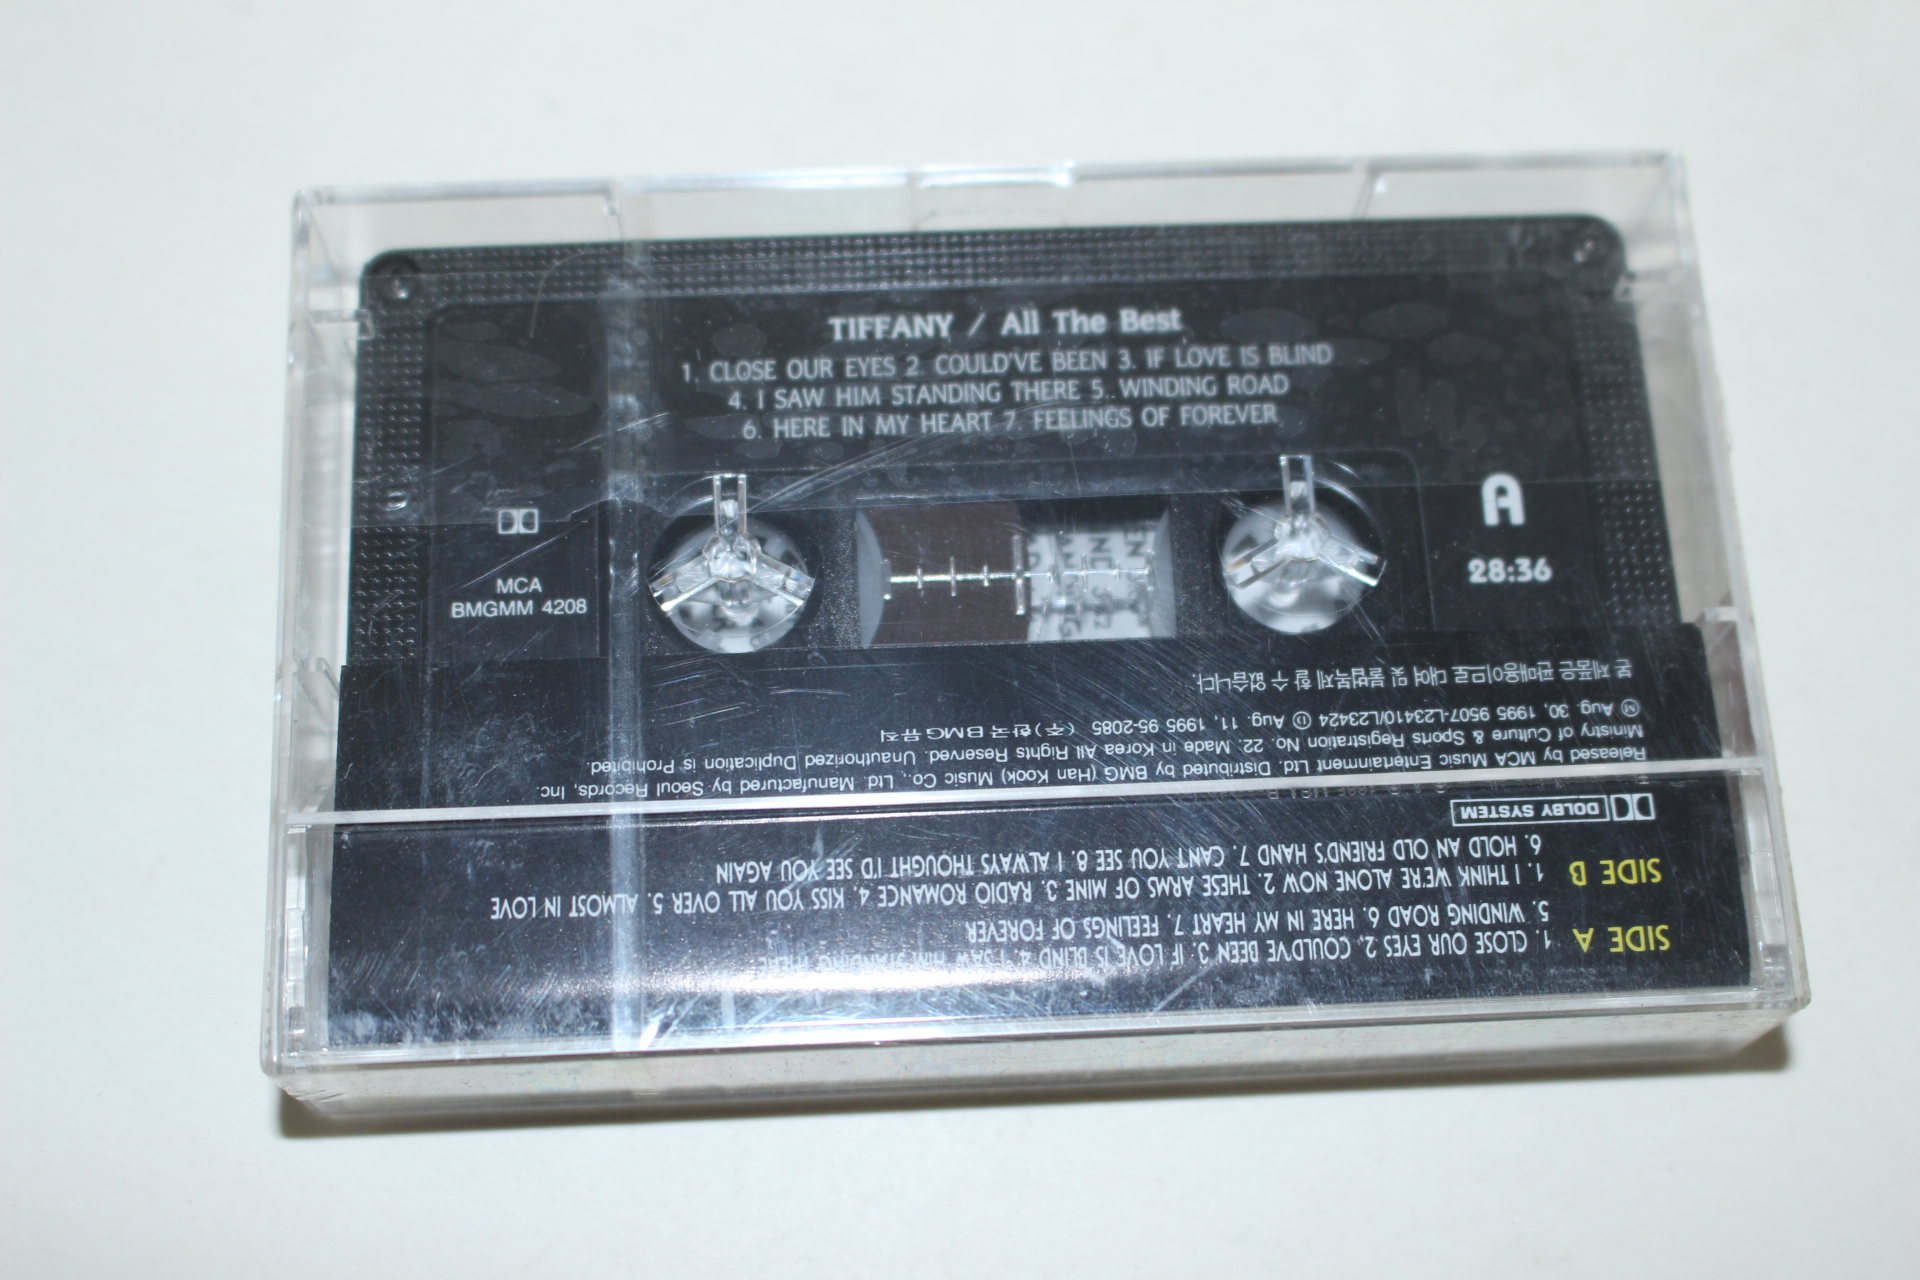 TIFFANY / All The Best
1. CLOSE OUR EYES 2. COULD'VE BEEN 3. IF LOVE IS BLIND
4. I SAW HIM STANDING THERE 5. WINDING ROAD
6. HERE IN MY HEART 7. FEELINGS OF FOREVER
A
28:36
MCA
BMGMM 4208
SIDE A
1. CLOSE OUR EYES 2. COULD'VE BEEN 3. IF LOVE IS BLIND 4. I SAW HIM STANDING THERE
5. WINDING ROAD 6. HERE IN MY HEART 7. FEELINGS OF FOREVER
SIDE B
1. I THINK WE'RE ALONE NOW 2. THESE ARMS OF MINE 3. RADIO ROMANCE 4. KISS YOU ALL OVER 5. ALMOST IN LOVE
6. HOLD AN OLD FRIEND'S HAND 7. CAN'T YOU SEE 8. I ALWAYS THOUGHT I'D SEE YOU AGAIN
DOLBY SYSTEM
Released by MCA Music Entertainment Ltd. Distributed by BMG (Han Kook) Music Co., Ltd. Manufactured by Seoul Records, Inc.
Ministry of Culture & Sports Registration No. 22. Made in Korea All Rights Reserved. Unauthorized Duplication is Prohibited.
Ⓜ Aug. 30, 1995 9507-L23410/L23424 Ⓓ Aug. 11, 1995 95-2085 (주)한국BMG뮤직
본 제품은 판매용이므로 대여 및 불법복제 할 수 없습니다.